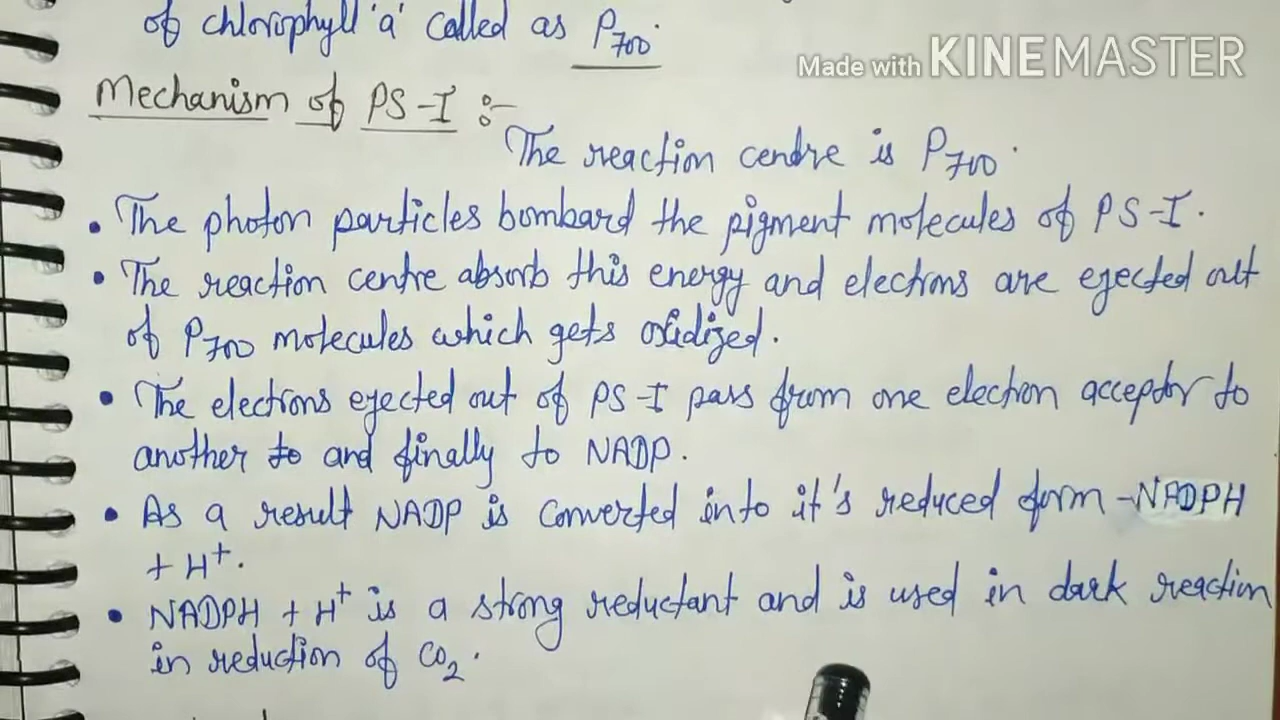 of chlorophyll 'a' called as P700.
Made with KINEMASTER
Mechanism of PS-I :-
The reaction centre is P700.
• The photon particles bombard the pigment molecules of PS-I.
• The reaction centre absorb this energy and electrons are ejected out
of P700 molecules which gets oxidized.
• The electrons ejected out of PS-I pass from one election acceptor to
another to and finally to NADP.
• As a result NADP is converted into it's reduced form - NADPH
+ H+.
• NADPH + H+ is a strong reductant and is used in dark reaction
in reduction of CO2.